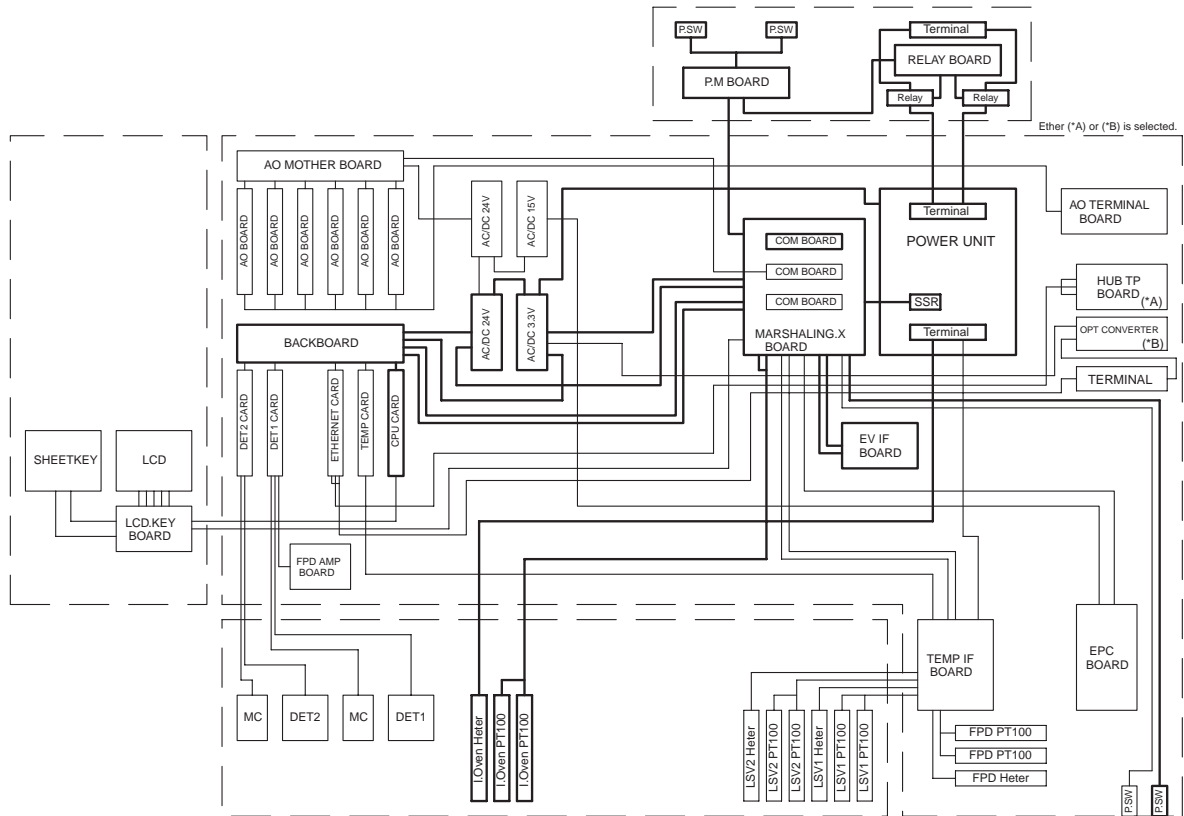 P.SW
P.SW
Terminal
RELAY BOARD
P.M BOARD
Relay
Relay
Ether (*A) or (*B) is selected.
AO MOTHER BOARD
AO BOARD
AO BOARD
AO BOARD
AO BOARD
AO BOARD
AO BOARD
AC/DC 24V
AC/DC 15V
Terminal
POWER UNIT
AO TERMINAL
BOARD
COM BOARD
COM BOARD
COM BOARD
MARSHALING.X
BOARD
SSR
Terminal
HUB TP
BOARD
(*A)
OPT CONVERTER
(*B)
TERMINAL
AC/DC 24V
AC/DC 3.3V
BACKBOARD
DET2 CARD
DET1 CARD
ETHERNET CARD
TEMP CARD
CPU CARD
EV IF
BOARD
SHEETKEY
LCD
LCD.KEY
BOARD
FPD AMP
BOARD
TEMP IF
BOARD
EPC
BOARD
MC
DET2
MC
DET1
I.Oven Heter
I.Oven PT100
I.Oven PT100
LSV2 Heter
LSV2 PT100
LSV2 PT100
LSV1 Heter
LSV1 PT100
LSV1 PT100
FPD PT100
FPD PT100
FPD Heter
P.SW
P.SW